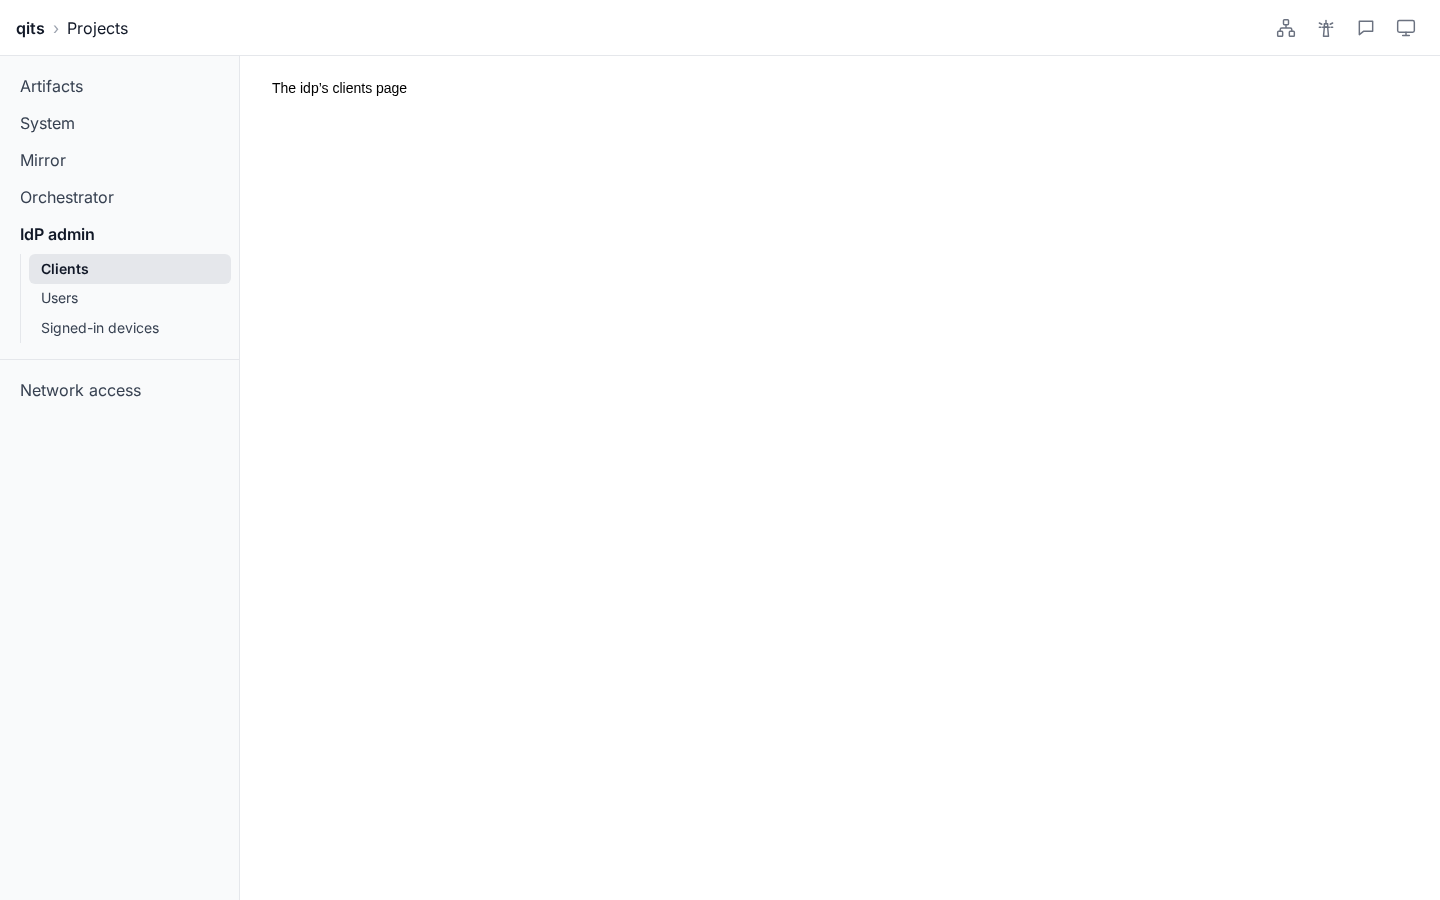 qits › Projects
Artifacts
System
Mirror
Orchestrator
IdP admin
Clients
Users
Signed-in devices
Network access
The idp’s clients page